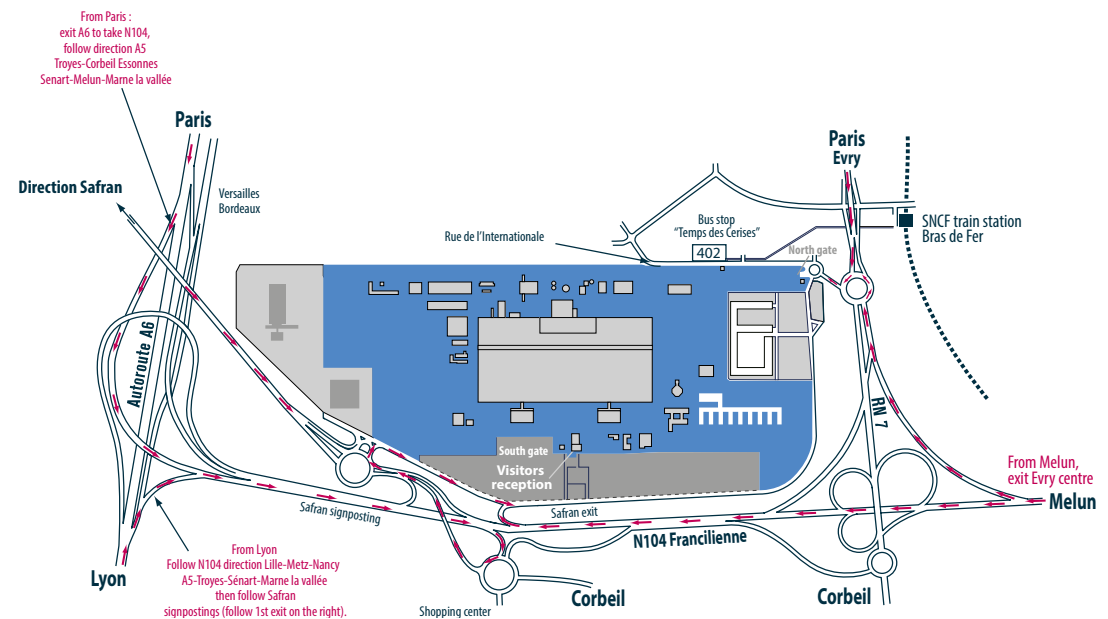 From Paris :
exit A6 to take N104,
follow direction A5
Troyes-Corbeil Essonnes
Senart-Melun-Marne la vallée
Paris
Direction Safran
Versailles
Bordeaux
Autoroute A6
Rue de l'Internationale
Bus stop
"Temps des Cerises"
402
North gate
Paris
Evry
SNCF train station
Bras de Fer
RN 7
South gate
Visitors
reception
From Melun,
exit Evry centre
Melun
Safran signposting
Safran exit
N104 Francilienne
Lyon
From Lyon
Follow N104 direction Lille-Metz-Nancy
A5-Troyes-Sénart-Marne la vallée
then follow Safran
signpostings (follow 1st exit on the right).
Shopping center
Corbeil
Corbeil